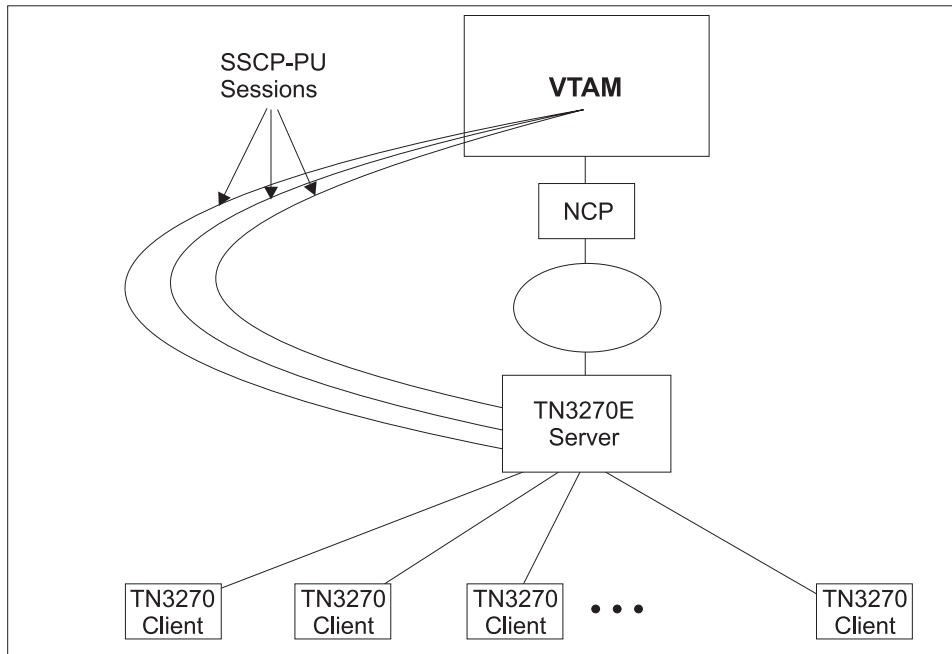 SSCP-PU
Sessions
VTAM
NCP
TN3270E
Server
TN3270
Client
TN3270
Client
TN3270
Client
TN3270
Client